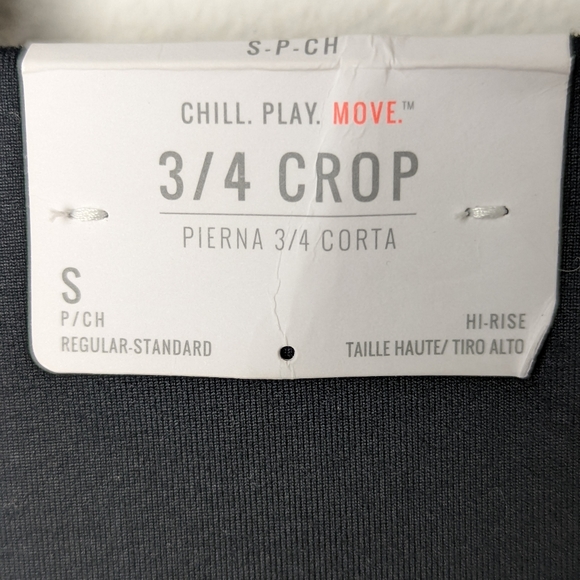 S-P-CH
CHILL. PLAY. MOVE.™
3/4 CROP
PIERNA 3/4 CORTA
S
P/CH
REGULAR-STANDARD
HI-RISE
TAILLE HAUTE/ TIRO ALTO